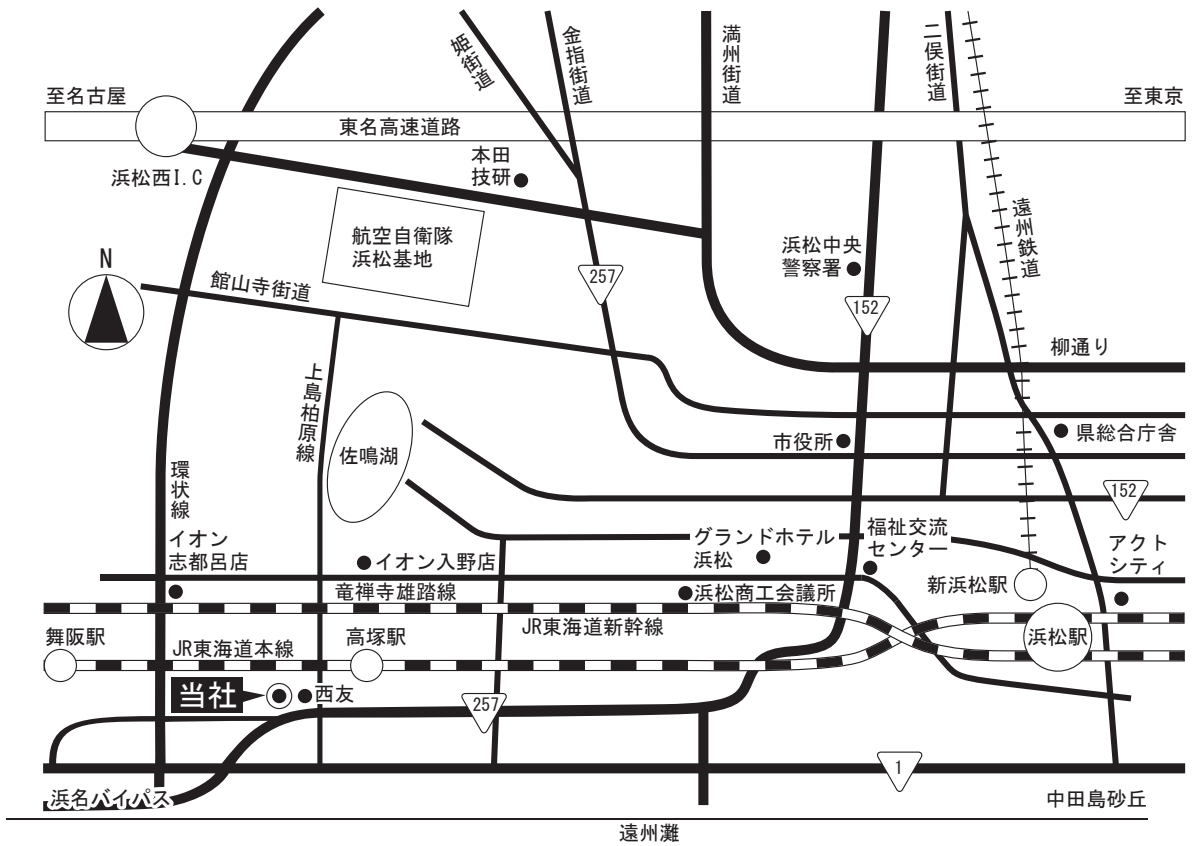 姫街道
金指街道
満州街道
二俣街道
至名古屋
至東京
東名高速道路
浜松西I.C
本田
技研
航空自衛隊
浜松基地
遠州鉄道
浜松中央
警察署
N
館山寺街道
257
152
柳通り
上島柏原線
佐鳴湖
市役所
県総合庁舎
環状線
152
イオン
志都呂店
イオン入野店
グランドホテル
浜松
福祉交流
センター
アクト
シティ
新浜松駅
竜禅寺雄踏線
浜松商工会議所
JR東海道新幹線
舞阪駅
JR東海道本線
高塚駅
浜松駅
当社
西友
257
1
浜名バイパス
中田島砂丘
遠州灘